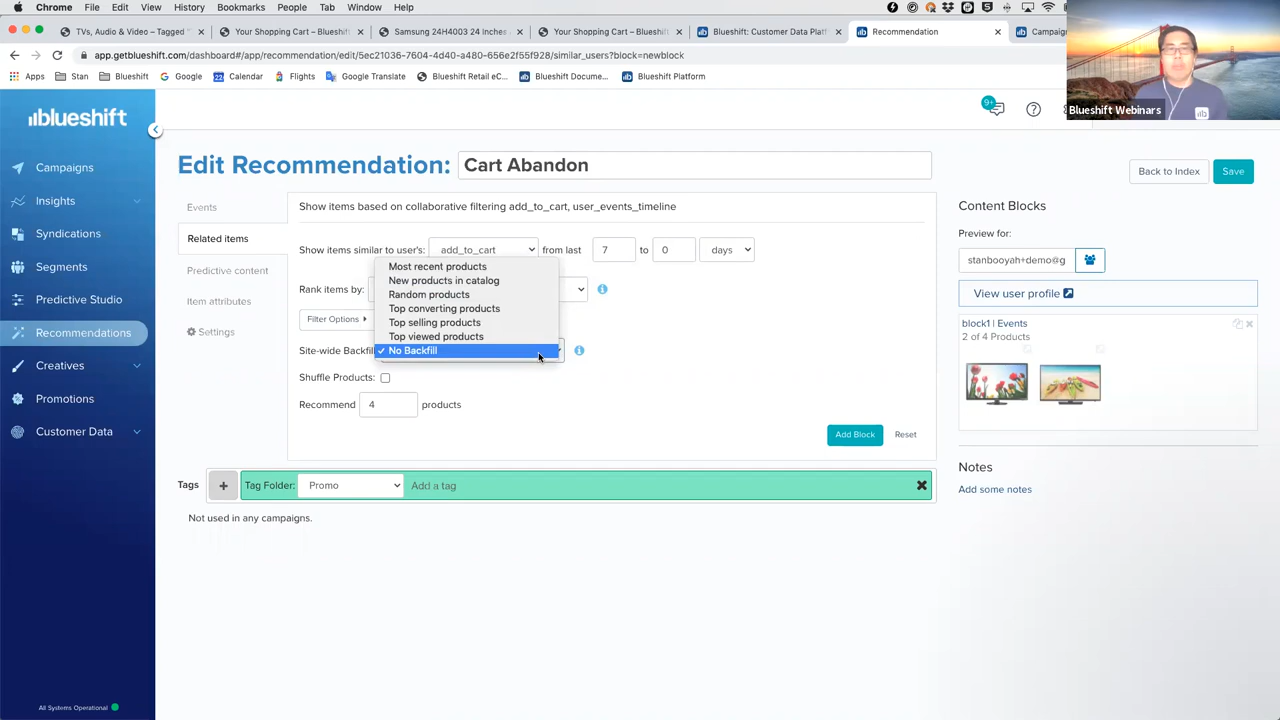 Chrome File Edit View History Bookmarks People Tab Window Help
TVs, Audio & Video – Tagged "
Your Shopping Cart – Blueshif
Samsung 24H4003 24 Inches
Your Shopping Cart – Blueshif
Blueshift: Customer Data Platf
Recommendation
Campaig
app.getblueshift.com/dashboard#/app/recommendation/edit/5ec21036-7604-4d40-a480-656e2f55f928/similar_users?block=newblock
Apps Stan Blueshift Google 22 Calendar Flights Google Translate Blueshift Retail eC... Blueshift Docume... Blueshift Platform
Blueshift Webinars
blueshift
9+
Campaigns
Insights
Syndications
Segments
Predictive Studio
Recommendations
Creatives
Promotions
Customer Data
All Systems Operational
Edit Recommendation: Cart Abandon
Back to Index Save
Events
Related items
Predictive content
Item attributes
Settings
Show items based on collaborative filtering add_to_cart, user_events_timeline
Show items similar to user's: add_to_cart from last 7 to 0 days
Rank items by:
Filter Options
Site-wide Backfill
Most recent products
New products in catalog
Random products
Top converting products
Top selling products
Top viewed products
✓ No Backfill
Shuffle Products:
Recommend 4 products
Add Block Reset
Tags + Tag Folder: Promo Add a tag
Not used in any campaigns.
Content Blocks
Preview for:
stanbooyah+demo@g
View user profile
block1 | Events
2 of 4 Products
Notes
Add some notes